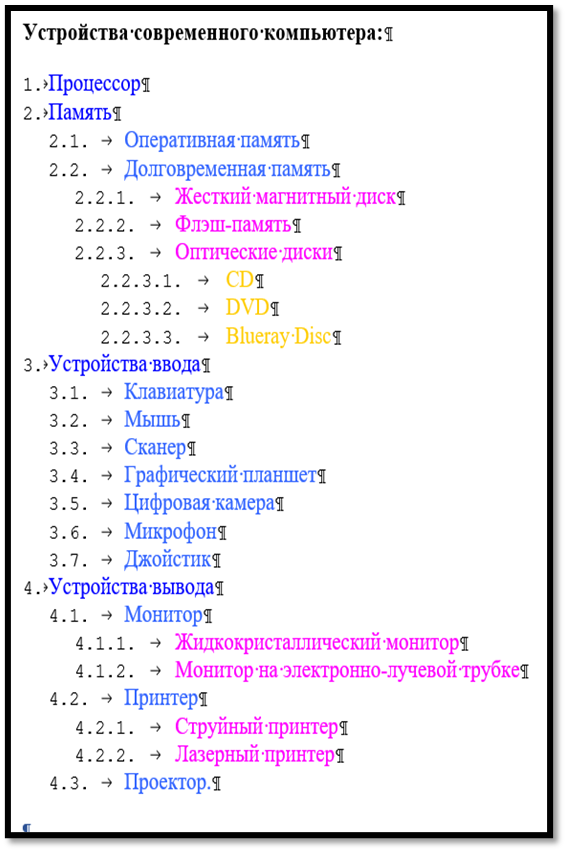 Устройства современного компьютера:
1. Процессор
2. Память
2.1. Оперативная память
2.2. Долговременная память
2.2.1. Жесткий магнитный диск
2.2.2. Флэш-память
2.2.3. Оптические диски
2.2.3.1. CD
2.2.3.2. DVD
2.2.3.3. Blueray Disc
3. Устройства ввода
3.1. Клавиатура
3.2. Мышь
3.3. Сканер
3.4. Графический планшет
3.5. Цифровая камера
3.6. Микрофон
3.7. Джойстик
4. Устройства вывода
4.1. Монитор
4.1.1. Жидкокристаллический монитор
4.1.2. Монитор на электронно-лучевой трубке
4.2. Принтер
4.2.1. Струйный принтер
4.2.2. Лазерный принтер
4.3. Проектор.